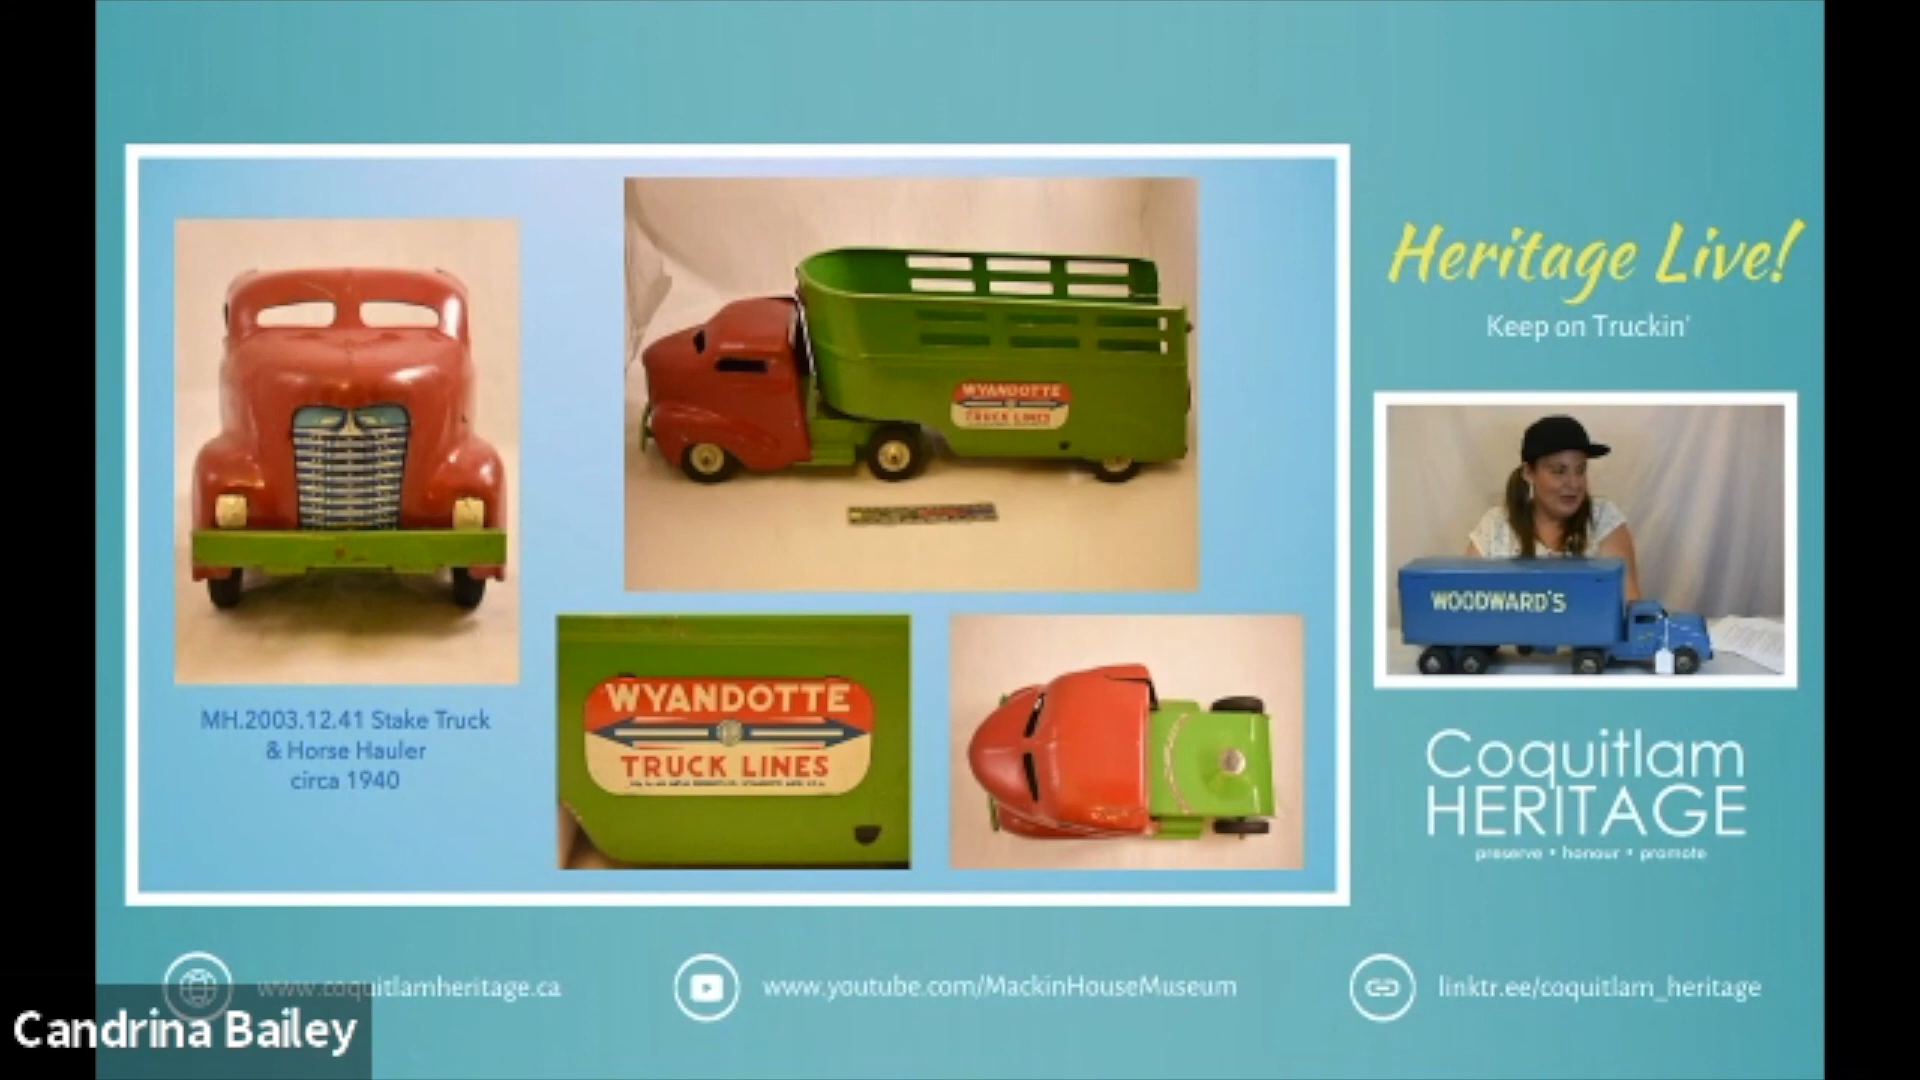 Heritage Live!
Keep on Truckin'
WYANDOTTE
TRUCK LINES
WOODWARD'S
WYANDOTTE
TRUCK LINES
MH.2003.12.41 Stake Truck
& Horse Hauler
circa 1940
Coquitlam
HERITAGE
preserve • honour • promote
www.coquitlamheritage.ca
www.youtube.com/MackinHouseMuseum
linktr.ee/coquitlam_heritage
Candrina Bailey